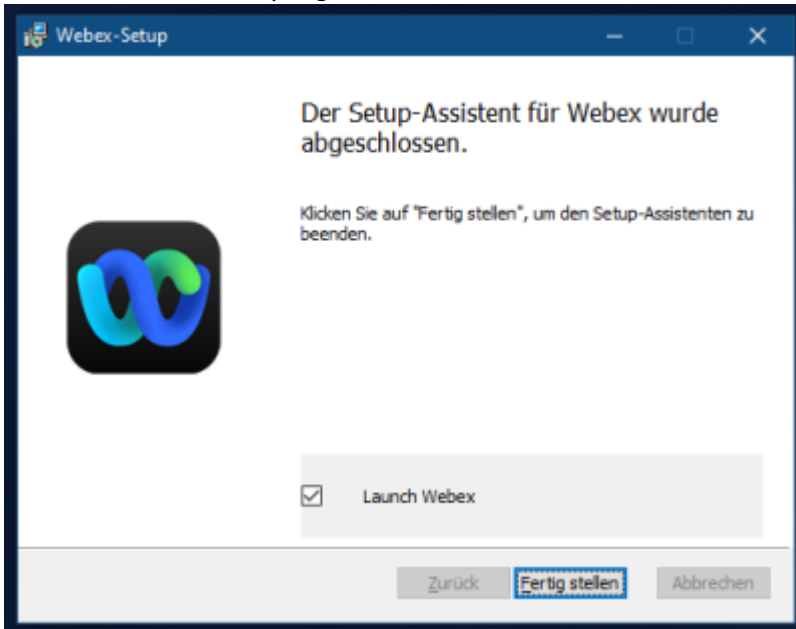 Webex-Setup
Der Setup-Assistent für Webex wurde
abgeschlossen.
Klicken Sie auf "Fertig stellen", um den Setup-Assistenten zu
beenden.
Launch Webex
Zurück
Fertig stellen
Abbrechen